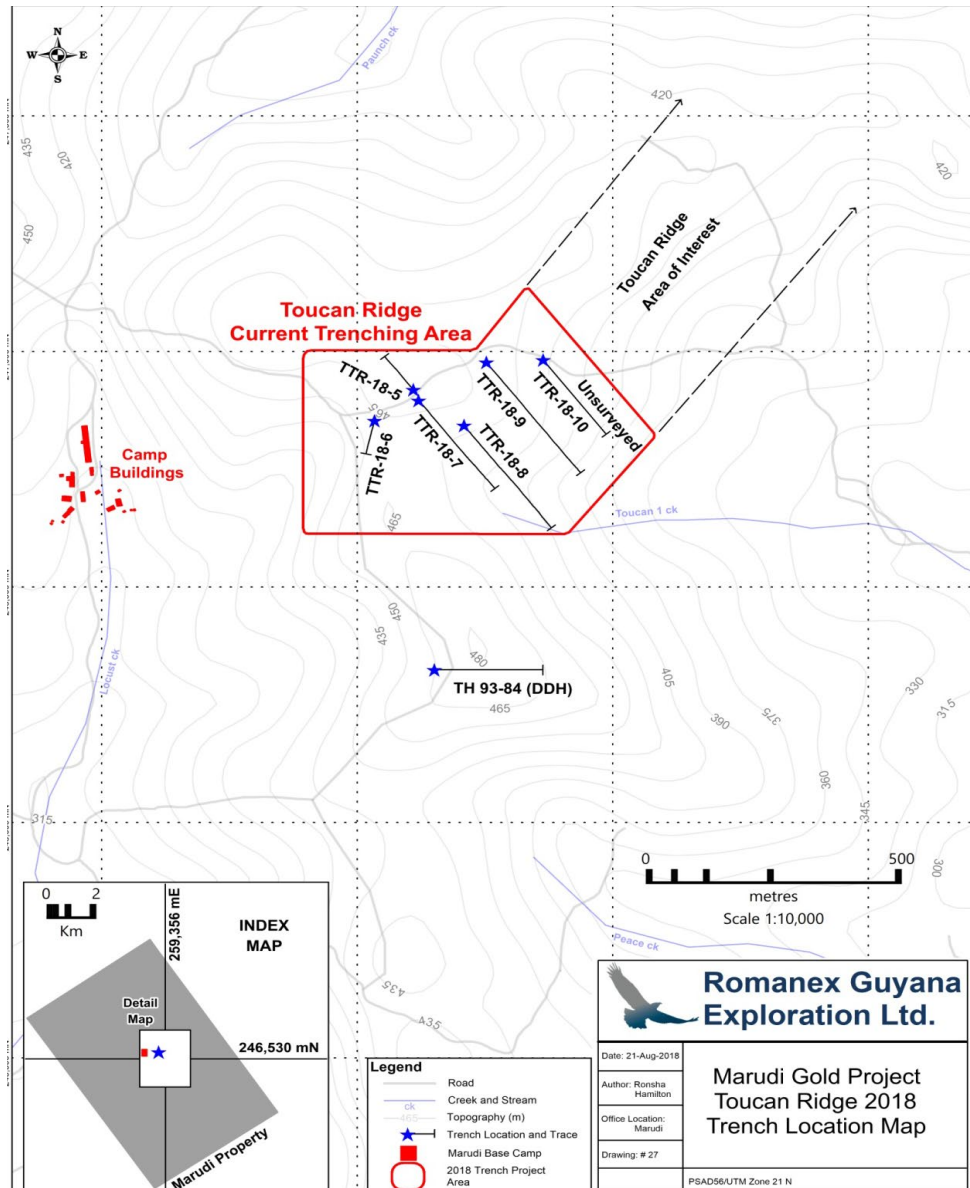 N
W E
S
Paunch ck
420
435
420
450
420
Toucan Ridge
Area of Interest
Toucan Ridge
Current Trenching Area
TTR-18-5
465
TTR-18-6
TTR-18-7
TTR-18-8
TTR-18-9
TTR-18-10
Unsurveyed
Camp
Buildings
465
Toucan 1 ck
Locust ck
450
435
480
465
TH 93-84 (DDH)
405
390
375
360
345
330
315
300
315
0 500
metres
Scale 1:10,000
Peace ck
435
435
0 2
Km
259,356 mE
INDEX
MAP
Detail
Map
246,530 mN
Marudi Property
Legend
Road
ck Creek and Stream
465 Topography (m)
Trench Location and Trace
Marudi Base Camp
2018 Trench Project
Area
Romanex Guyana
Exploration Ltd.
Date: 21-Aug-2018
Author: Ronsha
Hamilton
Office Location:
Marudi
Drawing: # 27
Marudi Gold Project
Toucan Ridge 2018
Trench Location Map
PSAD56/UTM Zone 21 N